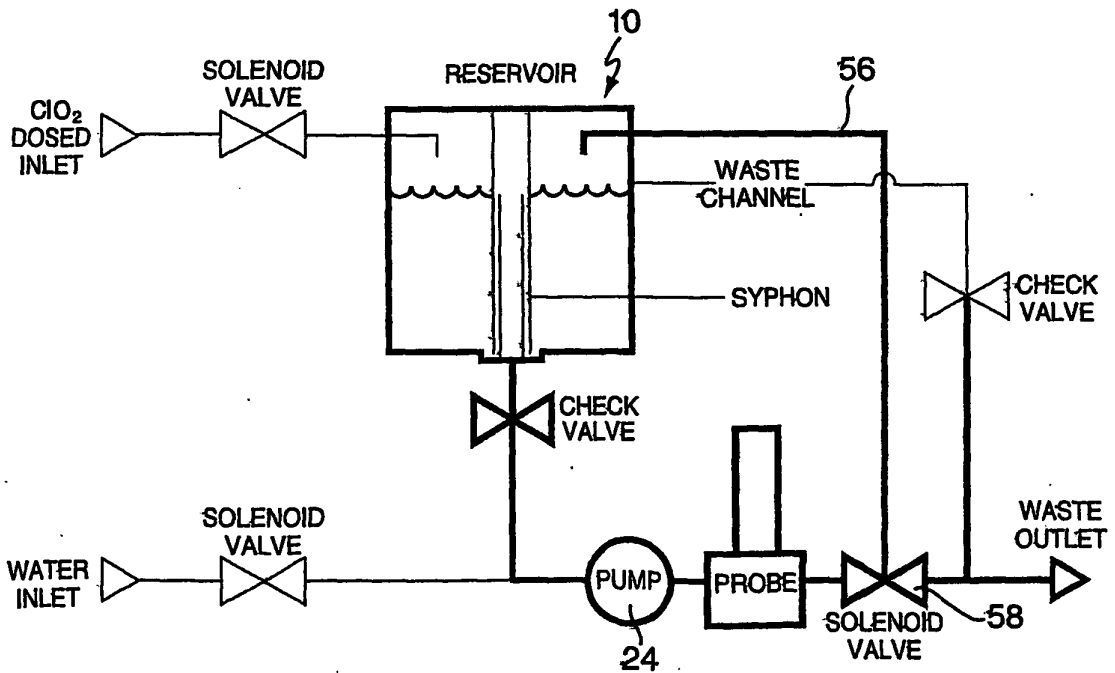 10
RESERVOIR
56
SOLENOID
VALVE
ClO₂
DOSED
INLET
WASTE
CHANNEL
SYPHON
CHECK
VALVE
CHECK
VALVE
SOLENOID
VALVE
WATER
INLET
PUMP
24
PROBE
SOLENOID
VALVE
58
WASTE
OUTLET